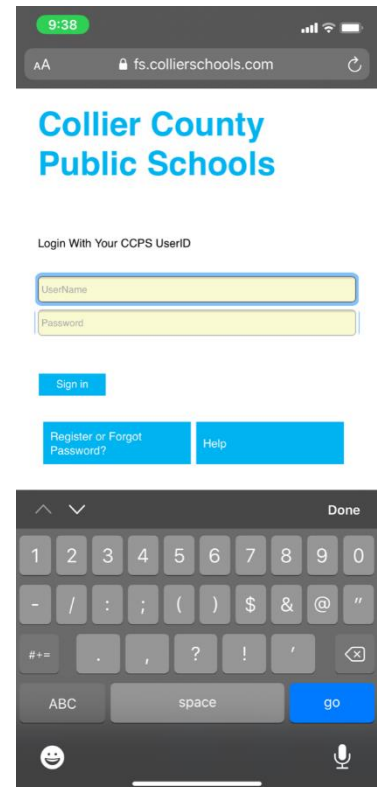 9:38
AA fs.collierschools.com
Collier County
Public Schools
Login With Your CCPS UserID
UserName
Password
Sign in
Register or Forgot
Password?
Help
Done
1 2 3 4 5 6 7 8 9 0
- / : ; ( ) $ & @ "
#+= . , ? ! '
ABC space go